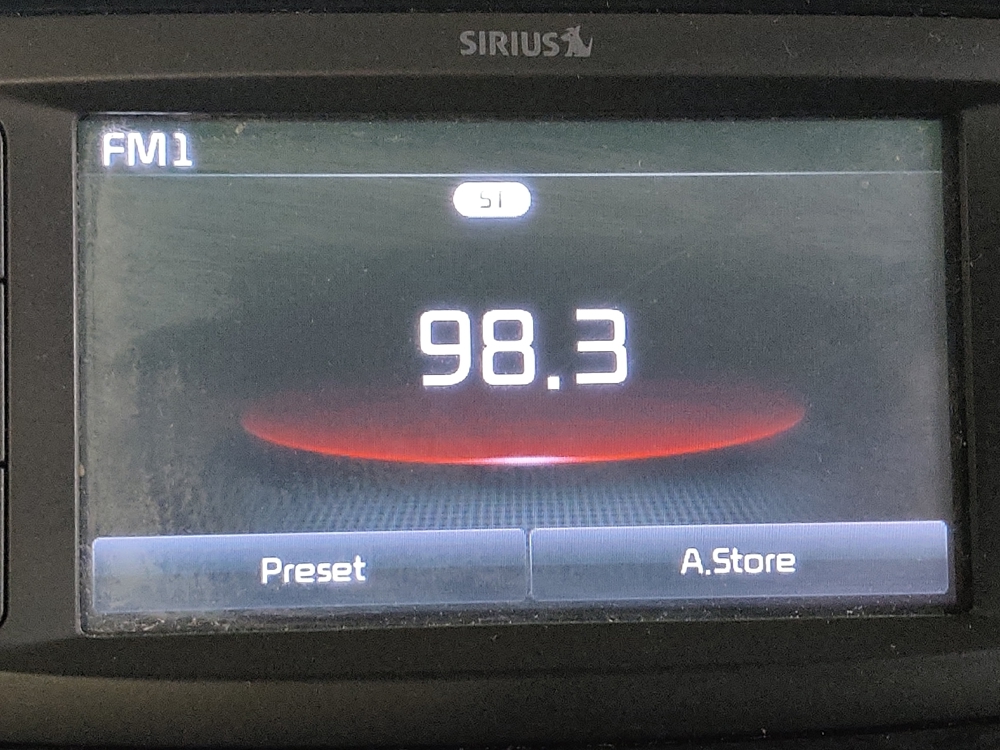 SIRIUS
FM1
ST
98.3
Preset
A.Store